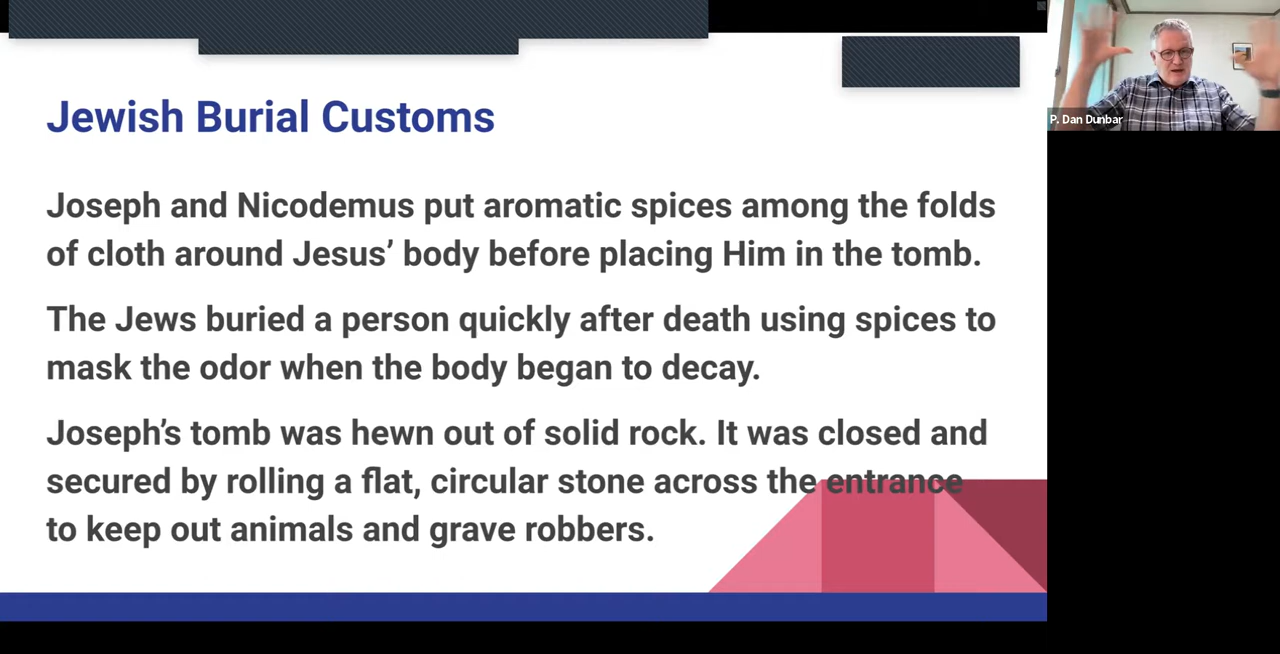 Jewish Burial Customs
Joseph and Nicodemus put aromatic spices among the folds
of cloth around Jesus’ body before placing Him in the tomb.
The Jews buried a person quickly after death using spices to
mask the odor when the body began to decay.
Joseph’s tomb was hewn out of solid rock. It was closed and
secured by rolling a flat, circular stone across the entrance
to keep out animals and grave robbers.
P. Dan Dunbar